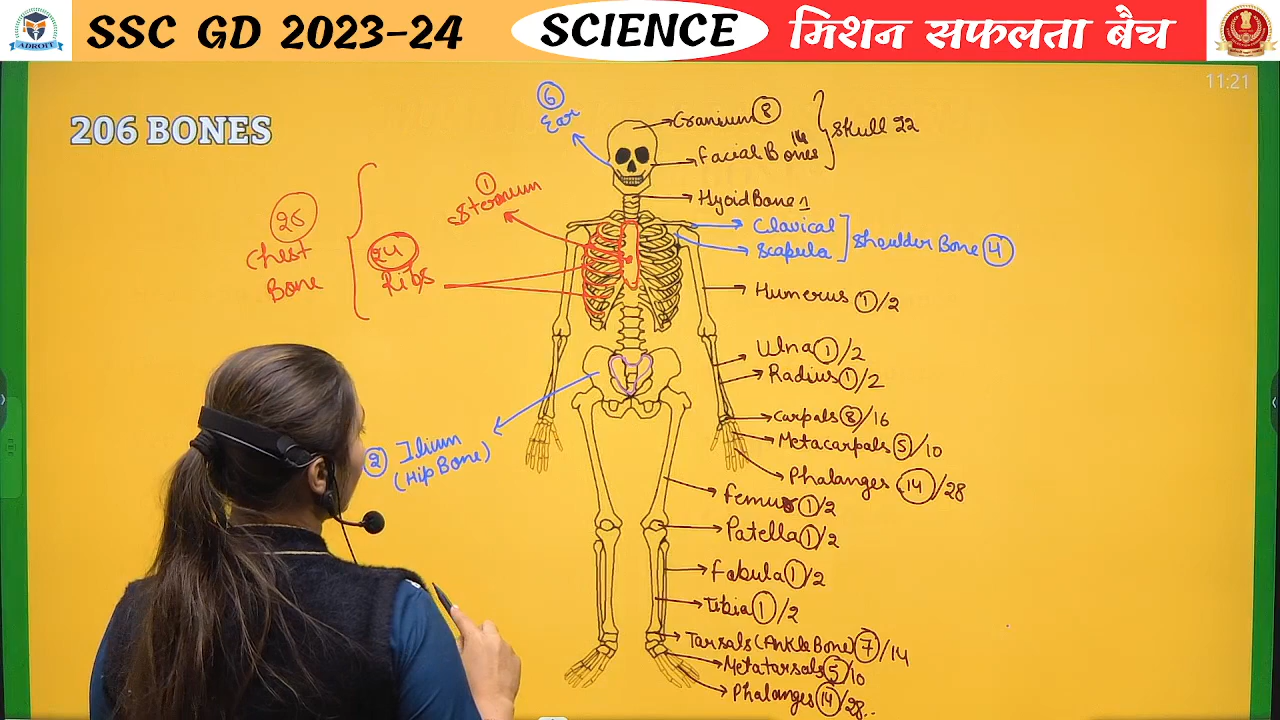 ADROIT
SSC GD 2023-24
SCIENCE
मिशन सफलता बैच
11:21
206 BONES
6
Ear
Cranium 8
Facial Bones 14
Skull 22
Hyoid Bone 1
Clavical
Scapula
Shoulder Bone 4
1
Sternum
25
Chest
Bone
24
Ribs
Humerus 1/2
Ulna 1/2
Radius 1/2
Carpals 8/16
Metacarpals 5/10
Phalanges 14/28
2 Ilium
(Hip Bone)
Femur 1/2
Patella 1/2
Fabula 1/2
Tibia 1/2
Tarsals (Ankle Bone) 7/14
Metatarsals 5/10
Phalanges 14/28..